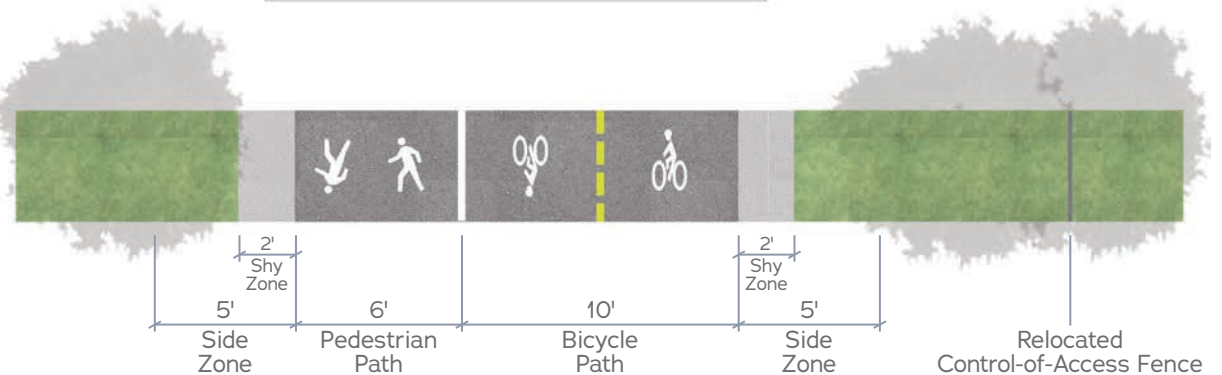 2'
Shy
Zone
2'
Shy
Zone
5'
Side
Zone
6'
Pedestrian
Path
10'
Bicycle
Path
5'
Side
Zone
Relocated
Control-of-Access Fence